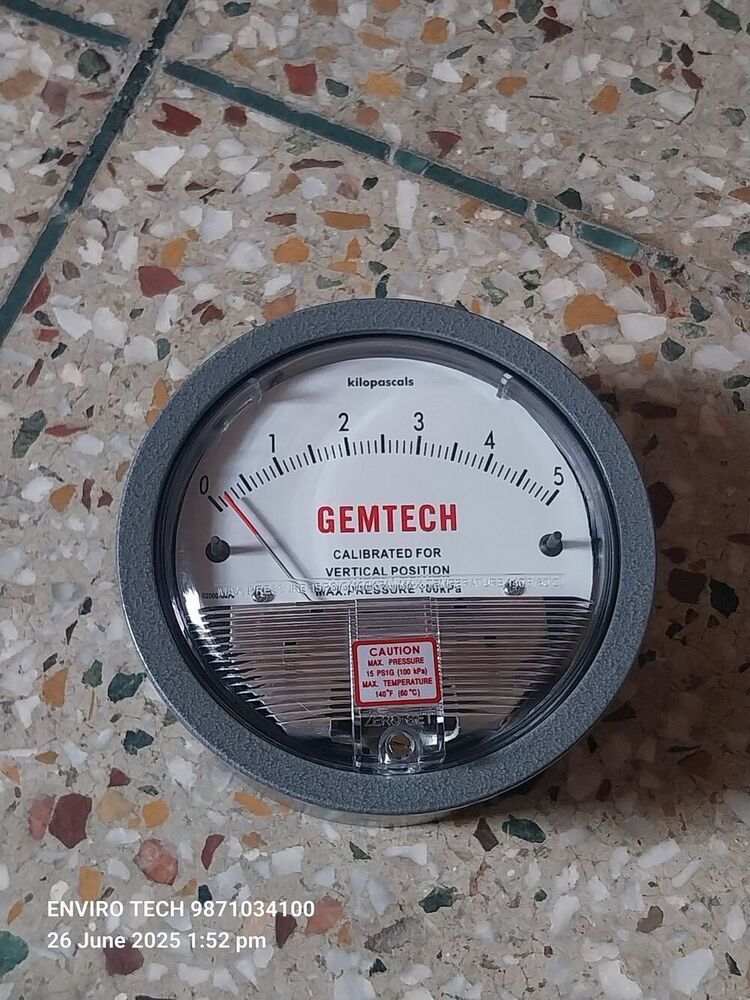 kilopascals
0 1 2 3 4 5
GEMTECH
CALIBRATED FOR
VERTICAL POSITION
MAX.PRESSURE 100kPa
CAUTION
MAX. PRESSURE
15 PS1G (100 kPa)
MAX. TEMPERATURE
140°F (60°C)
ZERO SET
ENVIRO TECH 9871034100
26 June 2025 1:52 pm